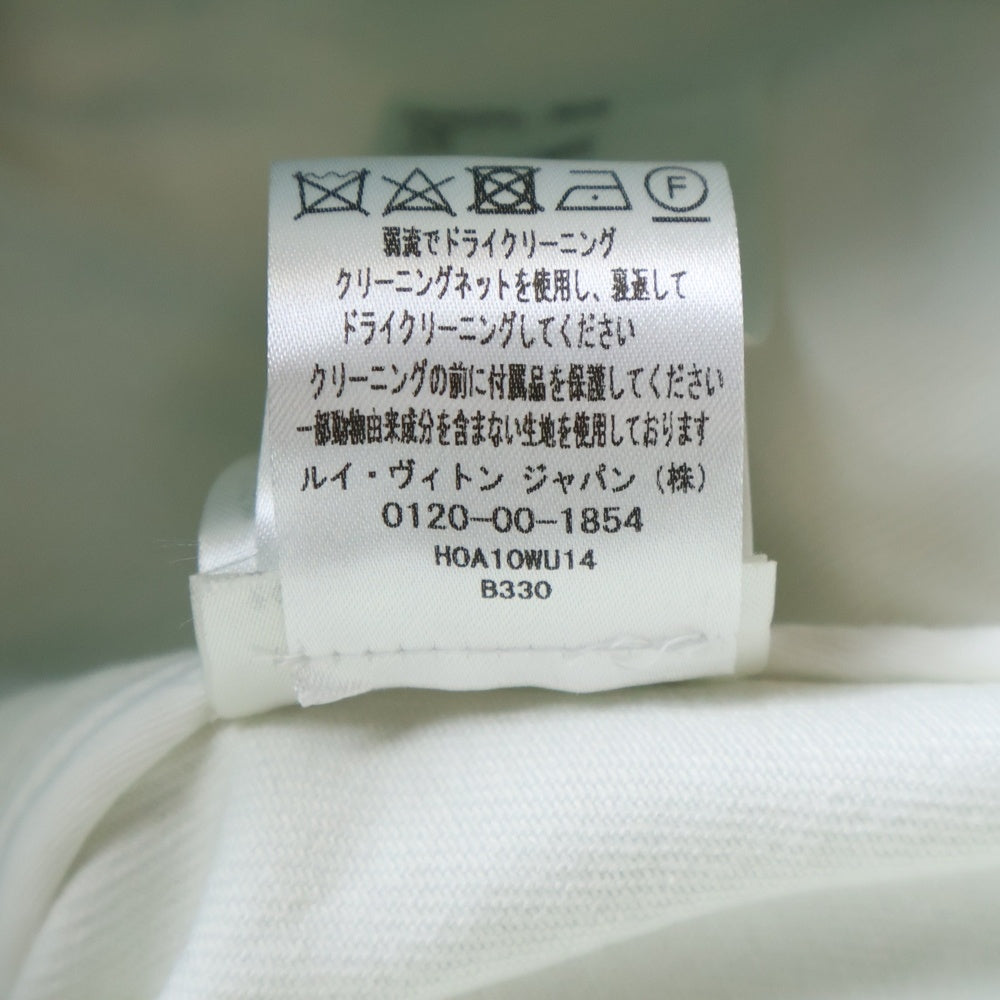 F
弱流でドライクリーニング
クリーニングネットを使用し、裏返して
ドライクリーニングしてください
クリーニングの前に付属品を保護してください
一部動物由来成分を含まない生地を使用しております
ルイ・ヴィトン ジャパン（株）
0120-00-1854
H0A10WU14
B330